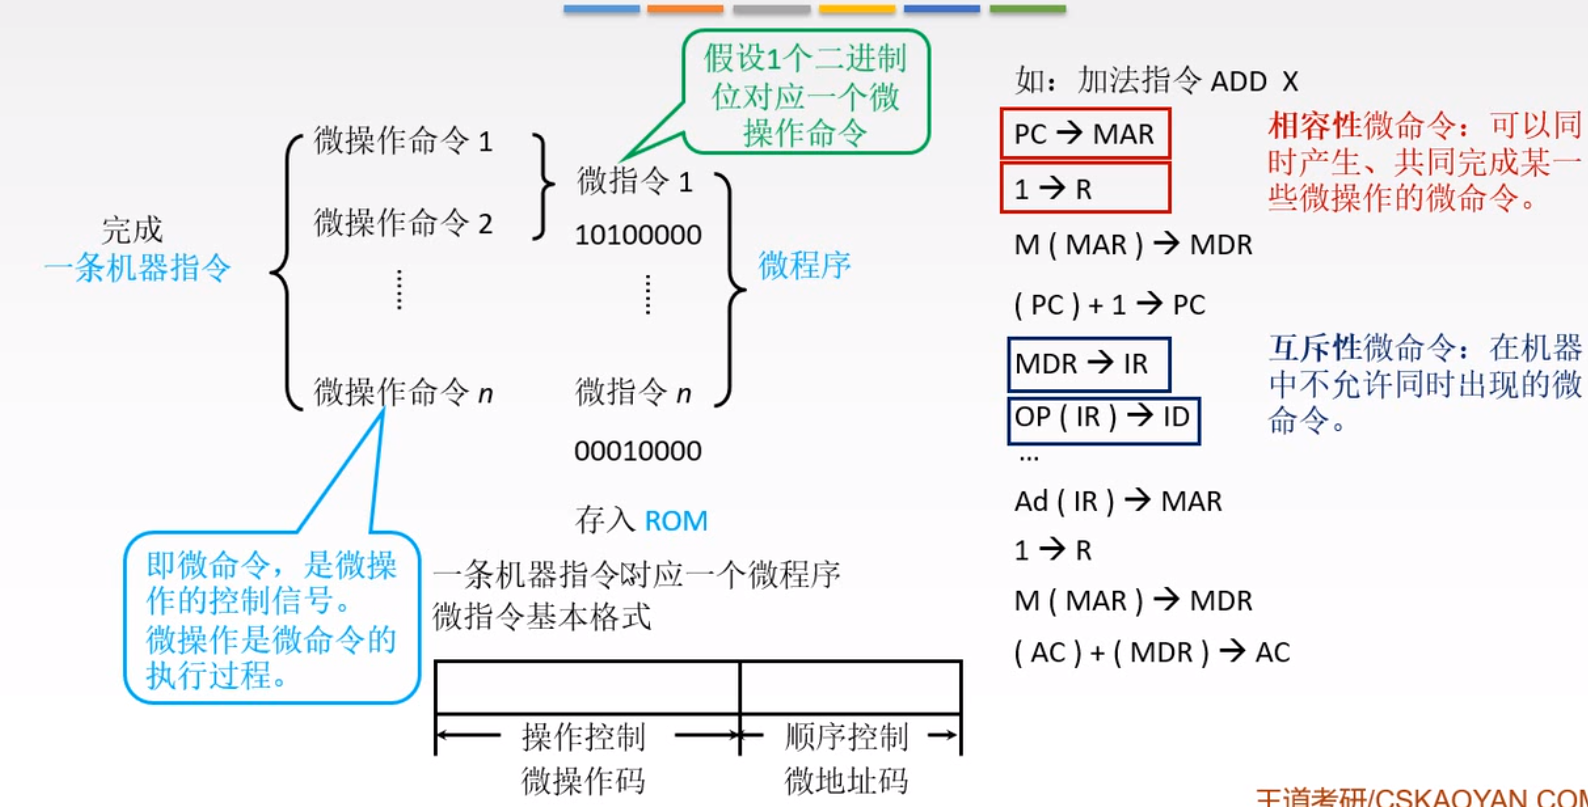 假设1个二进制
位对应一个微
操作命令
完成
一条机器指令
微操作命令 1
微操作命令 2
微操作命令 n
微指令 1
10100000
微指令 n
00010000
存入 ROM
微程序
即微命令，是微操
作的控制信号。
微操作是微命令的
执行过程。
一条机器指令对应一个微程序
微指令基本格式
操作控制
微操作码
顺序控制
微地址码
如：加法指令 ADD X
PC → MAR
1 → R
M ( MAR ) → MDR
( PC ) + 1 → PC
MDR → IR
OP ( IR ) → ID
...
Ad ( IR ) → MAR
1 → R
M ( MAR ) → MDR
( AC ) + ( MDR ) → AC
相容性微命令：可以同
时产生、共同完成某一
些微操作的微命令。
互斥性微命令：在机器
中不允许同时出现的微
命令。
王道考研/CSKAOYAN.COM